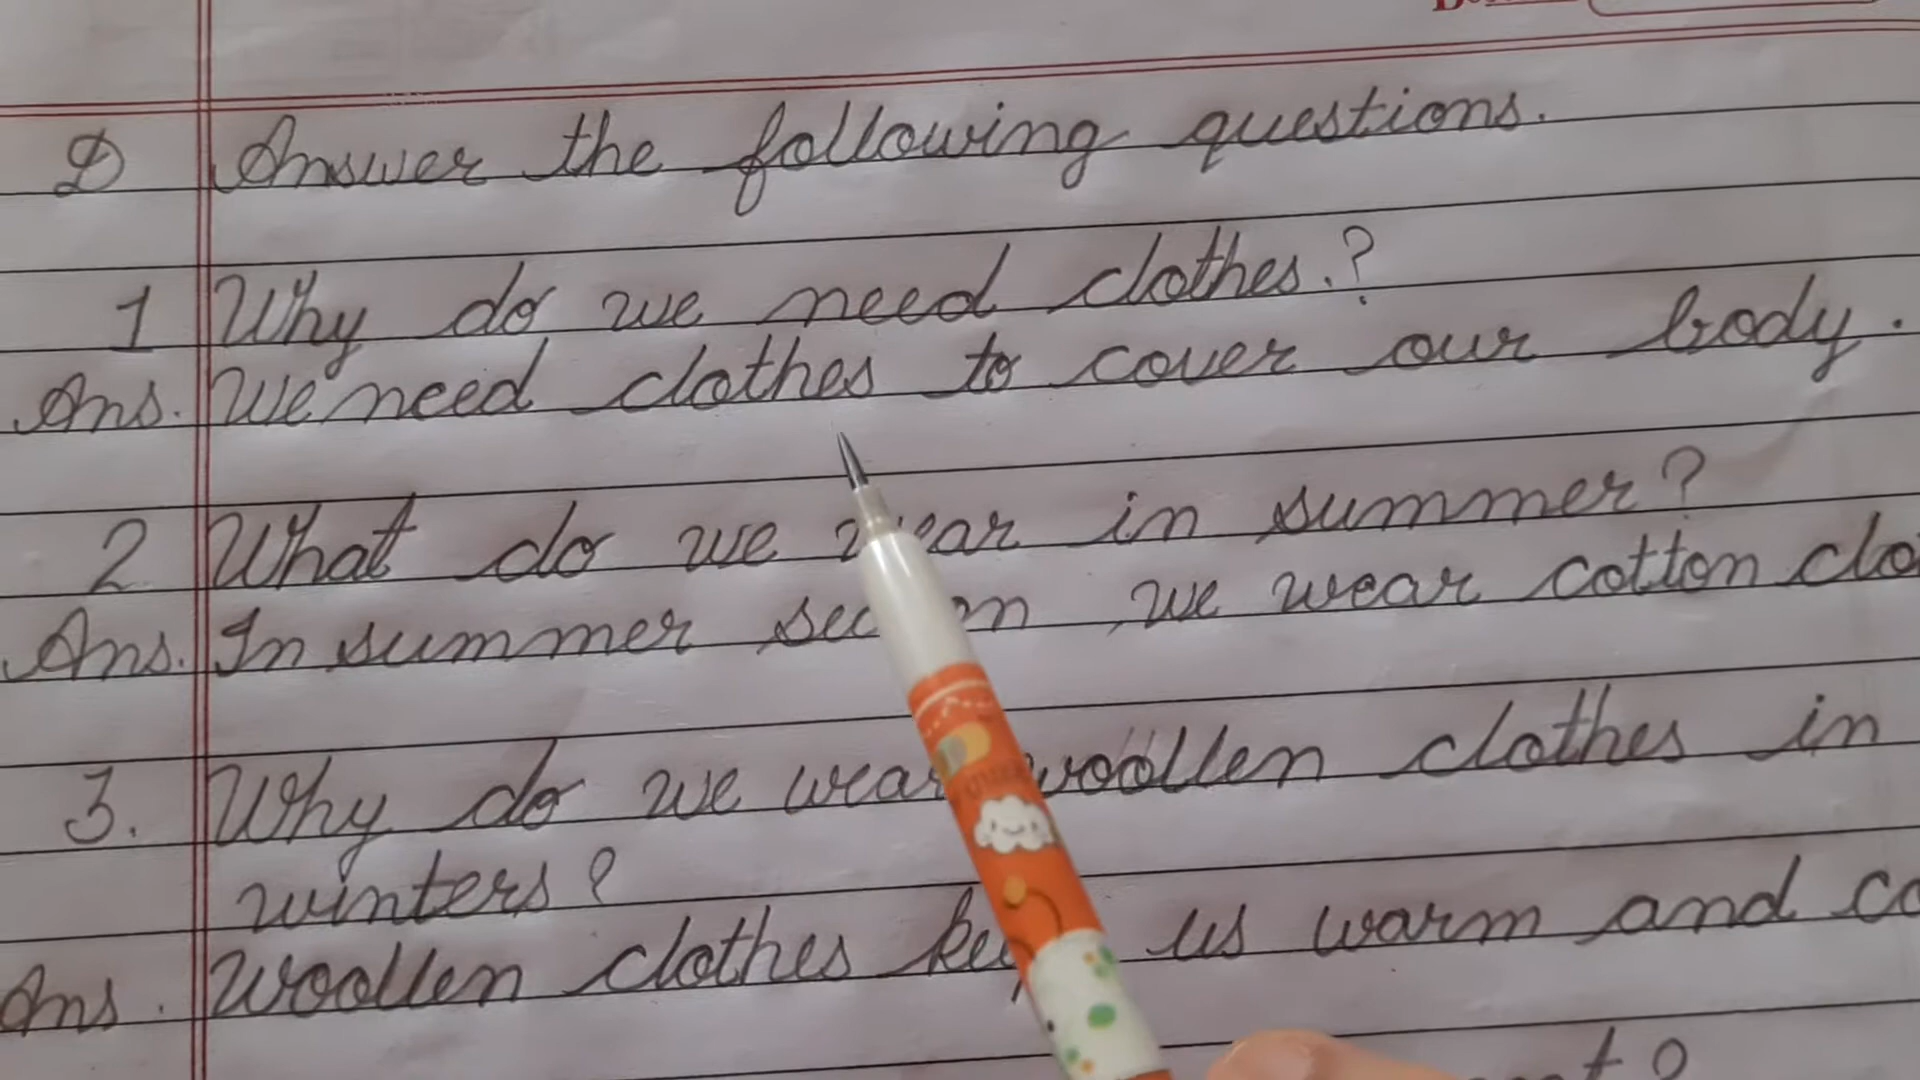 D Answer the following questions.
1 Why do we need clothes.?
Ans. We need clothes to cover our body.
2 What do we wear in summer?
Ans. In summer , we wear cotton
3. Why do we wear woollen clothes in
winters?
Ans. Woollen clothes us warm and